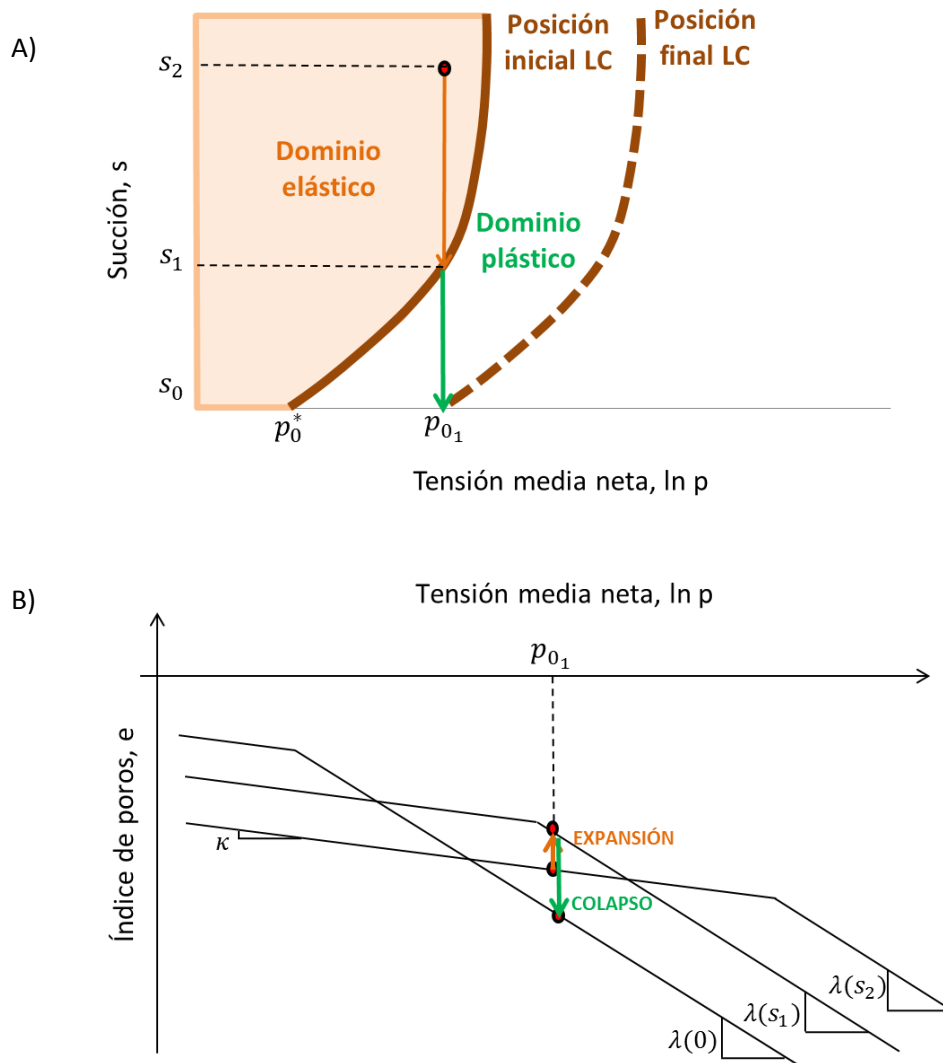 A)
Posición
inicial LC
Posición
final LC
s₂
Dominio
elástico
Succión, s
Dominio
plástico
s₁
s₀
p₀*
p₀₁
Tensión media neta, ln p
B)
Tensión media neta, ln p
p₀₁
Índice de poros, e
κ
EXPANSIÓN
COLAPSO
λ(s₂)
λ(s₁)
λ(0)